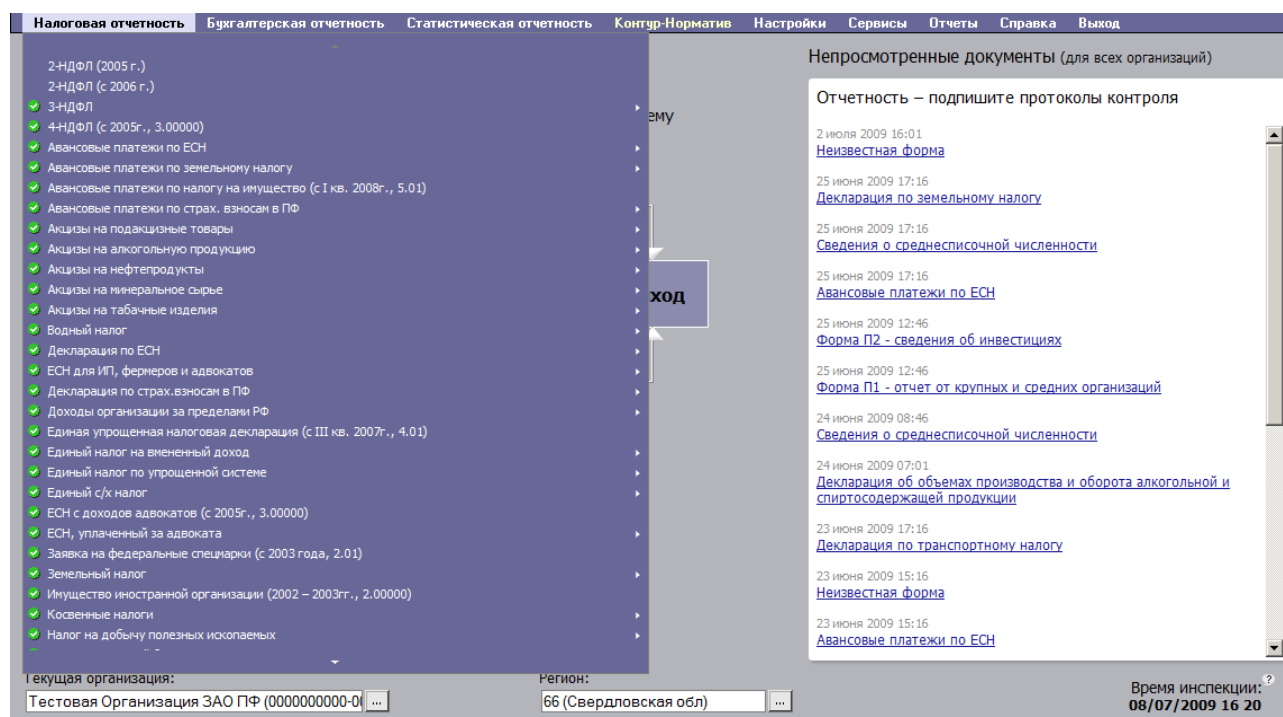 Налоговая отчетность Бухгалтерская отчетность Статистическая отчетность Контур-Норматив Настройки Сервисы Отчеты Справка Выход
2-НДФЛ (2005 г.)
2-НДФЛ (с 2006 г.)
3-НДФЛ
4-НДФЛ (с 2005г., 3.00000)
Авансовые платежи по ЕСН
Авансовые платежи по земельному налогу
Авансовые платежи по налогу на имущество (с I кв. 2008г., 5.01)
Авансовые платежи по страх. взносам в ПФ
Акцизы на подакцизные товары
Акцизы на алкогольную продукцию
Акцизы на нефтепродукты
Акцизы на минеральное сырье
Акцизы на табачные изделия
Водный налог
Декларация по ЕСН
ЕСН для ИП, фермеров и адвокатов
Декларация по страх.взносам в ПФ
Доходы организации за пределами РФ
Единая упрощенная налоговая декларация (с III кв. 2007г., 4.01)
Единый налог на вмененный доход
Единый налог по упрощенной системе
Единый с/х налог
ЕСН с доходов адвокатов (с 2005г., 3.00000)
ЕСН, уплаченный за адвоката
Заявка на федеральные спецмарки (с 2003 года, 2.01)
Земельный налог
Имущество иностранной организации (2002 – 2003гг., 2.00000)
Косвенные налоги
Налог на добычу полезных ископаемых
ему
ход
Непросмотренные документы (для всех организаций)
Отчетность – подпишите протоколы контроля
2 июля 2009 16:01
Неизвестная форма
25 июня 2009 17:16
Декларация по земельному налогу
25 июня 2009 17:16
Сведения о среднесписочной численности
25 июня 2009 17:16
Авансовые платежи по ЕСН
25 июня 2009 12:46
Форма П2 - сведения об инвестициях
25 июня 2009 12:46
Форма П1 - отчет от крупных и средних организаций
24 июня 2009 08:46
Сведения о среднесписочной численности
24 июня 2009 07:01
Декларация об объемах производства и оборота алкогольной и
спиртосодержащей продукции
23 июня 2009 17:16
Декларация по транспортному налогу
23 июня 2009 15:16
Неизвестная форма
23 июня 2009 15:16
Авансовые платежи по ЕСН
Текущая организация:
Тестовая Организация ЗАО ПФ (0000000000-0 ...
Регион:
66 (Свердловская обл) ...
Время инспекции: ?
08/07/2009 16 20